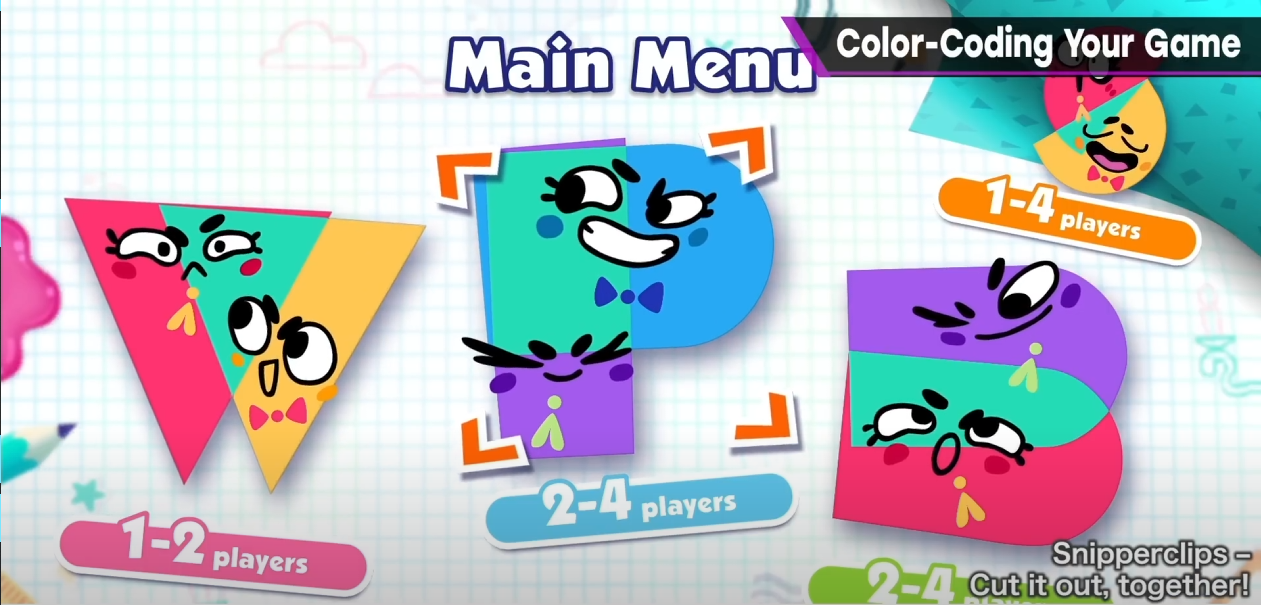 Main Menu
Color-Coding Your Game
1-4 players
1-2 players
2-4 players
2-4 players
Snipperclips –
Cut it out, together!